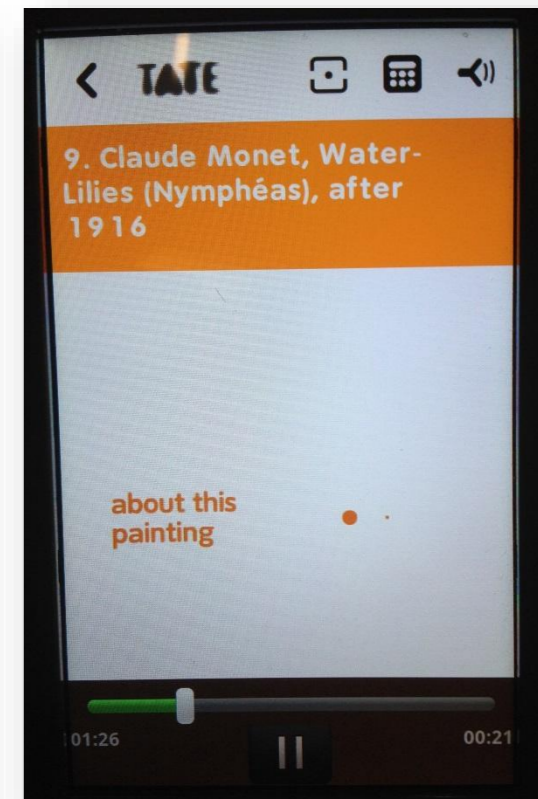 TATE
9. Claude Monet, Water-
Lilies (Nymphéas), after
1916
about this
painting
01:26 00:21